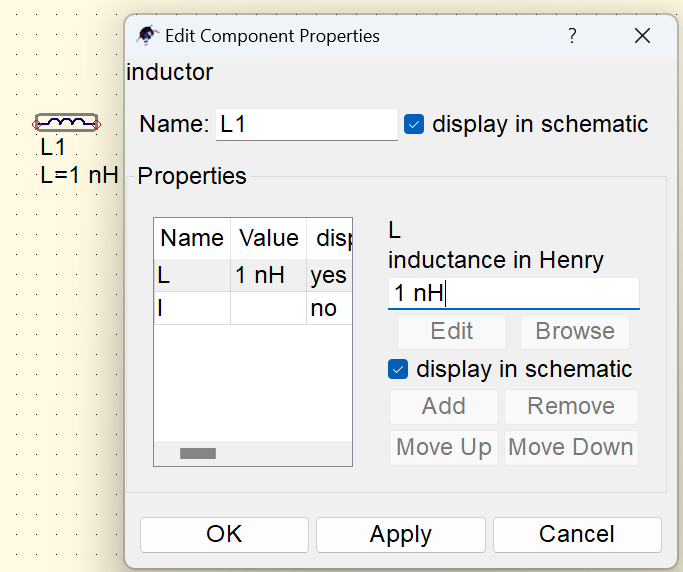 Edit Component Properties ?
inductor
Name: L1 display in schematic
L1
L=1 nH
Properties
Name Value disp
L 1 nH yes
I no
L
inductance in Henry
1 nH
Edit Browse
display in schematic
Add Remove
Move Up Move Down
OK Apply Cancel